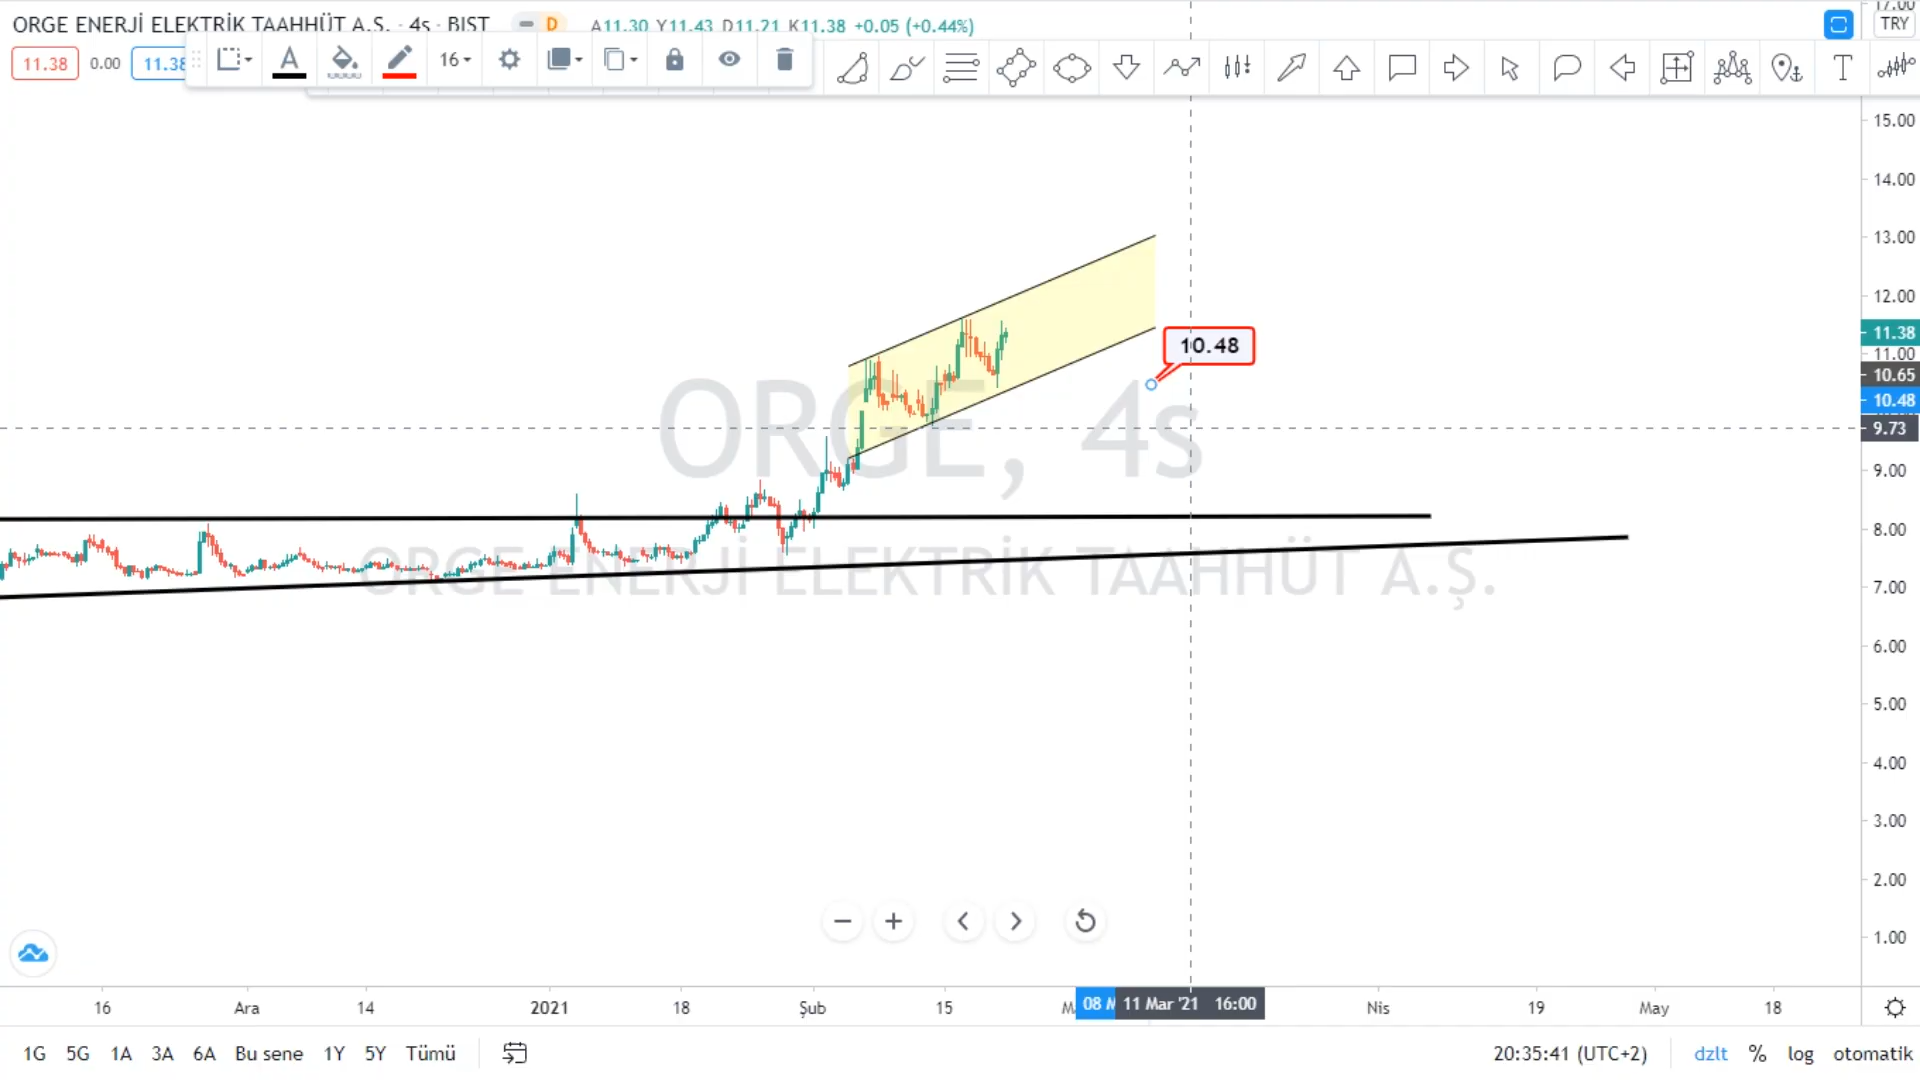 ORGE ENERJİ ELEKTRİK TAAHHÜT A.Ş. · 4s · BIST D A11.30 Y11.43 D11.21 K11.38 +0.05 (+0.44%)
TRY
11.38 0.00 11.38
A 16 T
15.00
14.00
13.00
12.00
11.38
11.00
10.65
10.48
9.73
9.00
8.00
7.00
6.00
5.00
4.00
3.00
2.00
1.00
10.48
ORGE, 4s
ORGE ENERJİ ELEKTRİK TAAHHÜT A.Ş.
16 Ara 14 2021 18 Şub 15 08 M 11 Mar '21 16:00 Nis 19 May 18
1G 5G 1A 3A 6A Bu sene 1Y 5Y Tümü 20:35:41 (UTC+2) dzlt % log otomatik